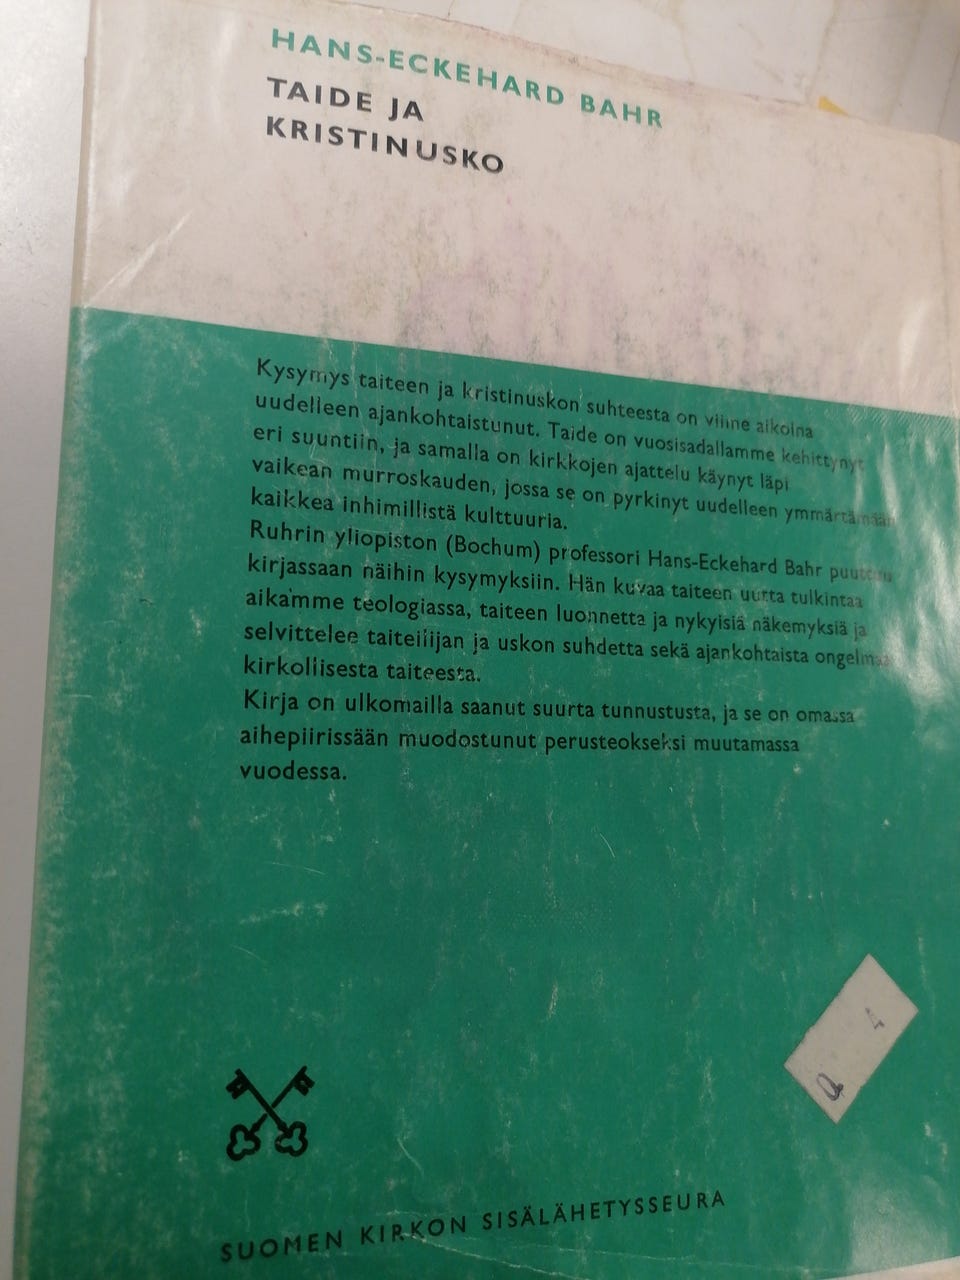 HANS-ECKEHARD BAHR
TAIDE JA
KRISTINUSKO
Kysymys taiteen ja kristinuskon suhteesta on viime aikoina
uudelleen ajankohtaistunut. Taide on vuosisadallamme kehittynyt
eri suuntiin, ja samalla on kirkkojen ajattelu käynyt läpi
vaikean murroskauden, jossa se on pyrkinyt uudelleen ymmärtämään
kaikkea inhimillistä kulttuuria.
Ruhrin yliopiston (Bochum) professori Hans-Eckehard Bahr puuttuu
kirjassaan näihin kysymyksiin. Hän kuvaa taiteen uutta tulkintaa
aikamme teologiassa, taiteen luonnetta ja nykyisiä näkemyksiä ja
selvittelee taiteilijan ja uskon suhdetta sekä ajankohtaista ongelmaa
kirkollisesta taiteesta.
Kirja on ulkomailla saanut suurta tunnustusta, ja se on omassa
aihepiirissään muodostunut perusteokseksi muutamassa
vuodessa.
SUOMEN KIRKON SISÄLÄHETYSSEURA